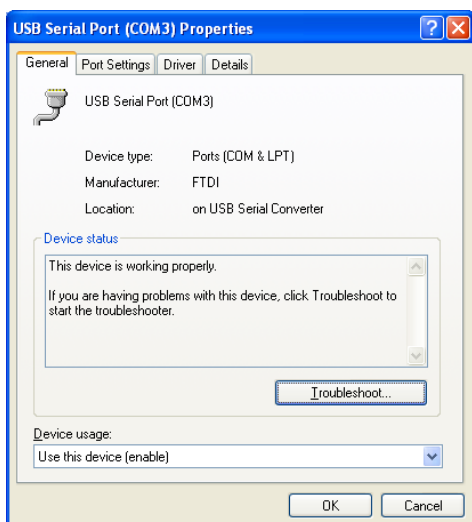 USB Serial Port (COM3) Properties
General Port Settings Driver Details
USB Serial Port (COM3)
Device type: Ports (COM & LPT)
Manufacturer: FTDI
Location: on USB Serial Converter
Device status
This device is working properly.
If you are having problems with this device, click Troubleshoot to
start the troubleshooter.
Troubleshoot...
Device usage:
Use this device (enable)
OK Cancel